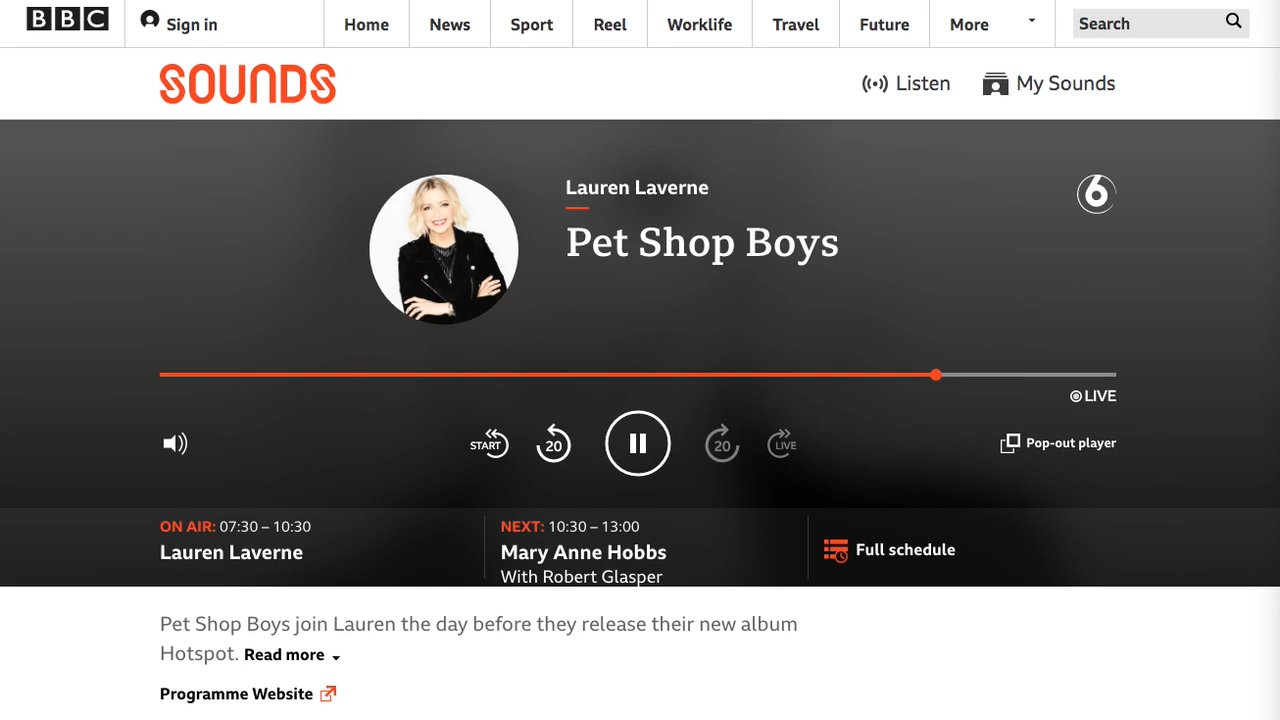 BBC
Sign in
Home
News
Sport
Reel
Worklife
Travel
Future
More
Search
SOUNDS
Listen
My Sounds
Lauren Laverne
6
Pet Shop Boys
LIVE
START
20
20
LIVE
Pop-out player
ON AIR: 07:30 – 10:30
Lauren Laverne
NEXT: 10:30 – 13:00
Mary Anne Hobbs
With Robert Glasper
Full schedule
Pet Shop Boys join Lauren the day before they release their new album
Hotspot. Read more
Programme Website